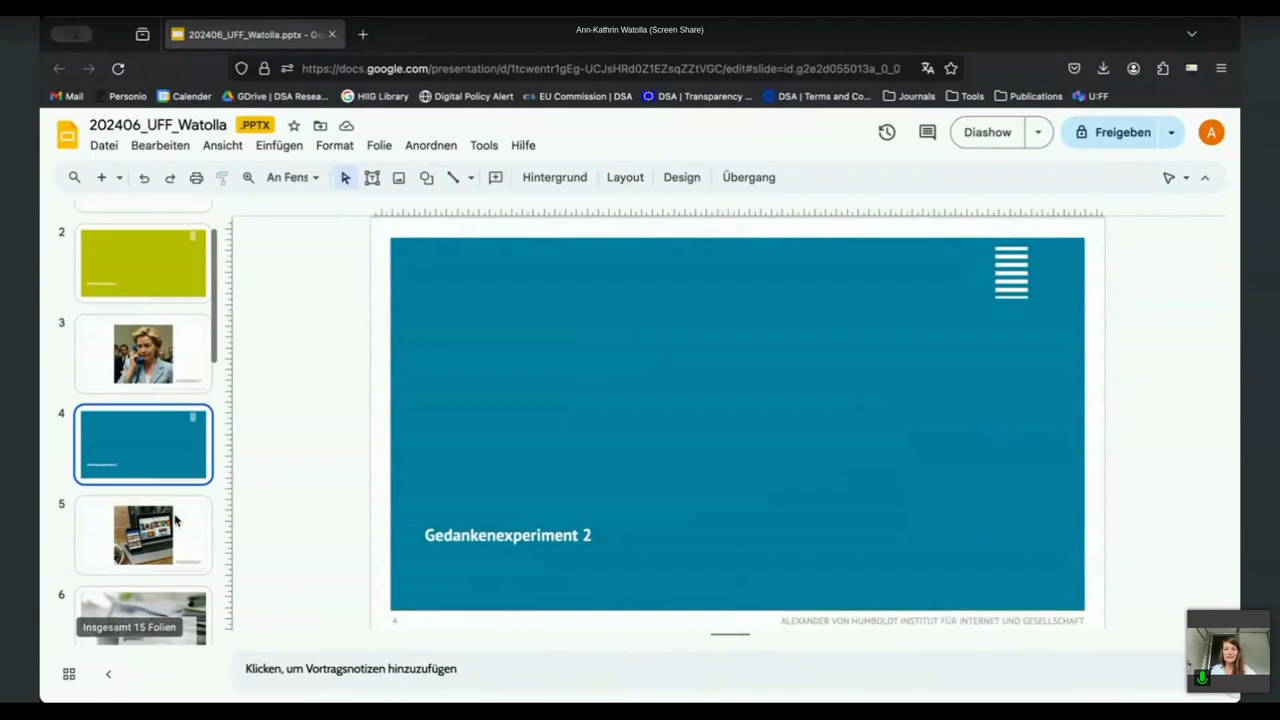 Ann-Kathrin Watolla (Screen Share)
202406_UFF_Watolla.pptx - Go
https://docs.google.com/presentation/d/1tcwentr1gEg-UCJsHRd0Z1EZsqZZtVGC/edit#slide=id.g2e2d055013a_0_0
Mail Personio Calender GDrive | DSA Resea... HIIG Library Digital Policy Alert EU Commission | DSA DSA | Transparency ... DSA | Terms and Co... Journals Tools Publications U:FF
202406_UFF_Watolla .PPTX
Diashow Freigeben A
Datei Bearbeiten Ansicht Einfügen Format Folie Anordnen Tools Hilfe
An Fens Hintergrund Layout Design Übergang
2
3
4
5
6
Insgesamt 15 Folien
Gedankenexperiment 2
4 ALEXANDER VON HUMBOLDT INSTITUT FÜR INTERNET UND GESELLSCHAFT
Klicken, um Vortragsnotizen hinzuzufügen